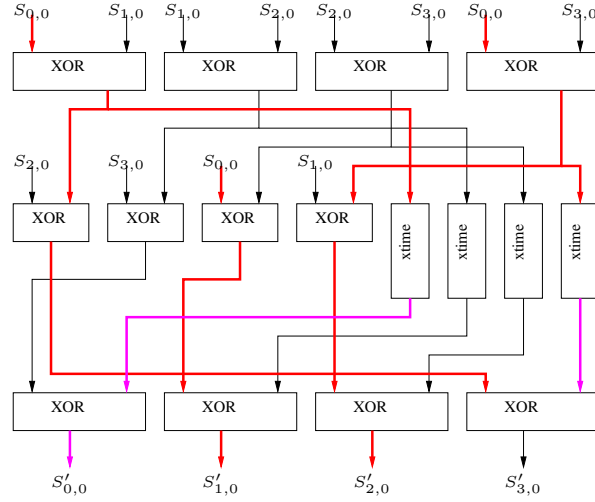 S₀,₀ S₁,₀ S₁,₀ S₂,₀ S₂,₀ S₃,₀ S₀,₀ S₃,₀
XOR XOR XOR XOR
S₂,₀ S₃,₀ S₀,₀ S₁,₀
XOR XOR XOR XOR xtime xtime xtime xtime
XOR XOR XOR XOR
S′₀,₀ S′₁,₀ S′₂,₀ S′₃,₀